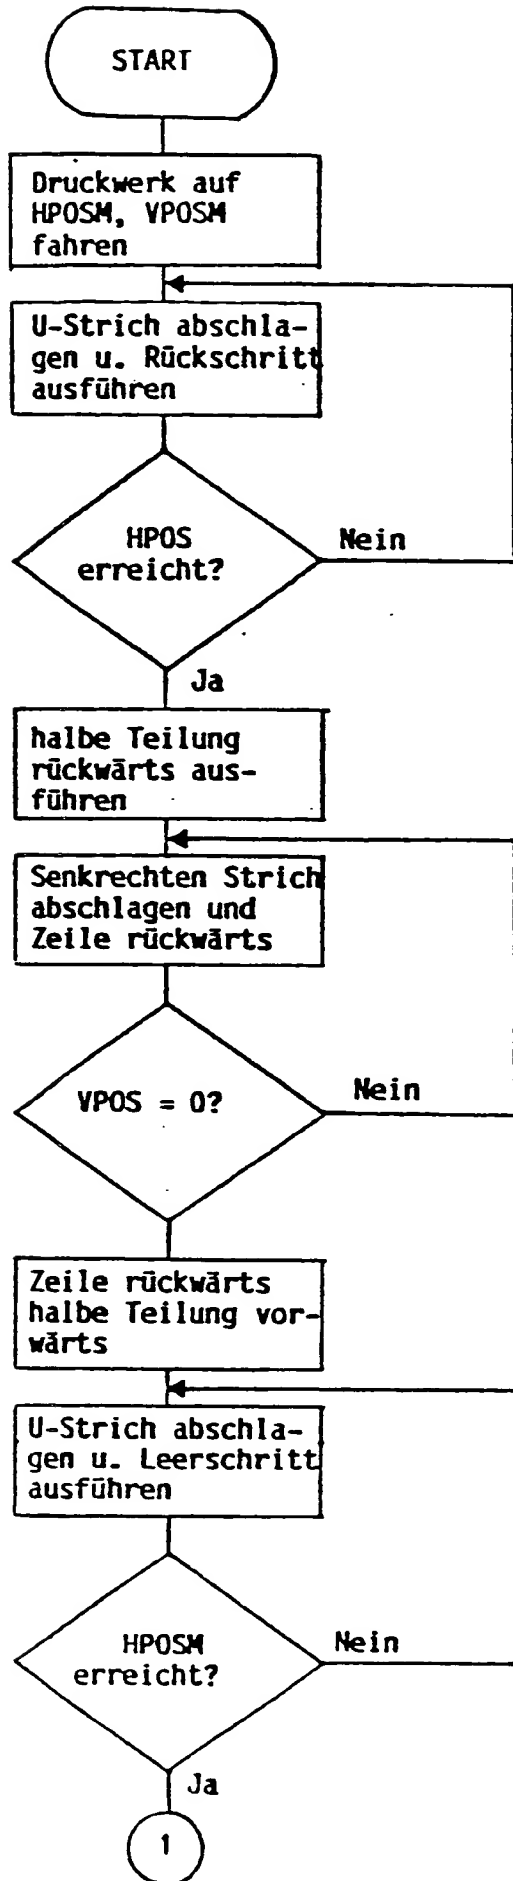 START
Druckwerk auf
HPOSM, VPOSM
fahren
U-Strich abschla-
gen u. Rückschritt
ausführen
HPOS
erreicht?
Nein
Ja
halbe Teilung
rückwärts aus-
führen
Senkrechten Strich
abschlagen und
Zeile rückwärts
VPOS = 0?
Nein
Zeile rückwärts
halbe Teilung vor-
wärts
U-Strich abschla-
gen u. Leerschritt
ausführen
HPOSM
erreicht?
Nein
Ja
1